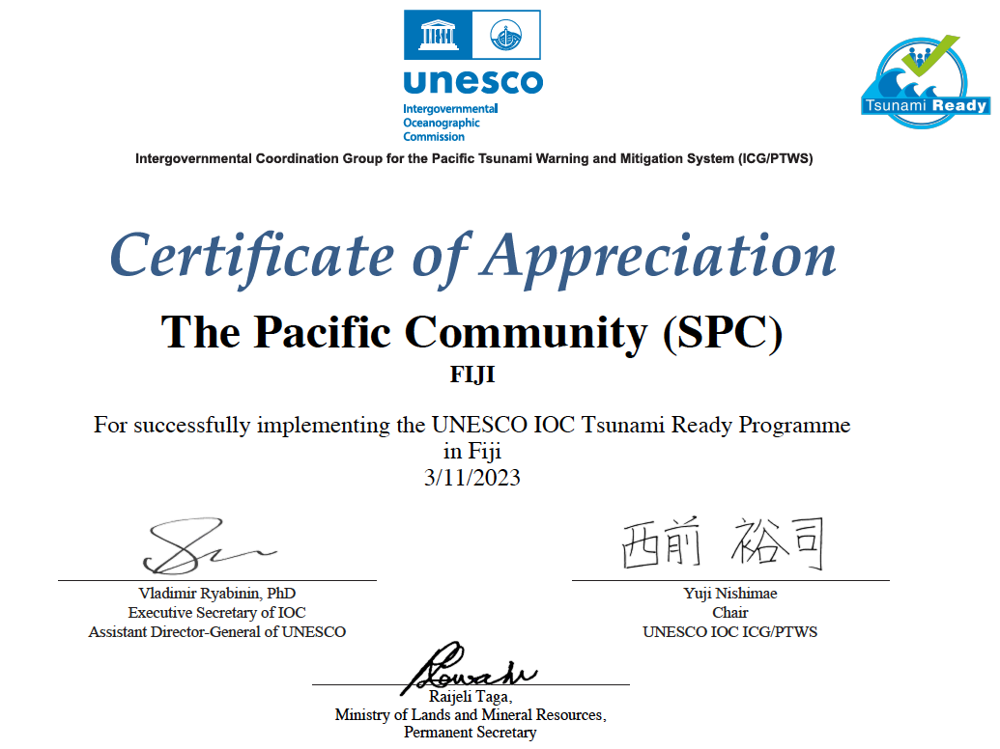 unesco
Intergovernmental
Oceanographic
Commission
Tsunami Ready
Intergovernmental Coordination Group for the Pacific Tsunami Warning and Mitigation System (ICG/PTWS)
Certificate of Appreciation
The Pacific Community (SPC)
FIJI
For successfully implementing the UNESCO IOC Tsunami Ready Programme
in Fiji
3/11/2023
西前 裕司
Vladimir Ryabinin, PhD
Executive Secretary of IOC
Assistant Director-General of UNESCO
Yuji Nishimae
Chair
UNESCO IOC ICG/PTWS
Raijeli Taga,
Ministry of Lands and Mineral Resources,
Permanent Secretary